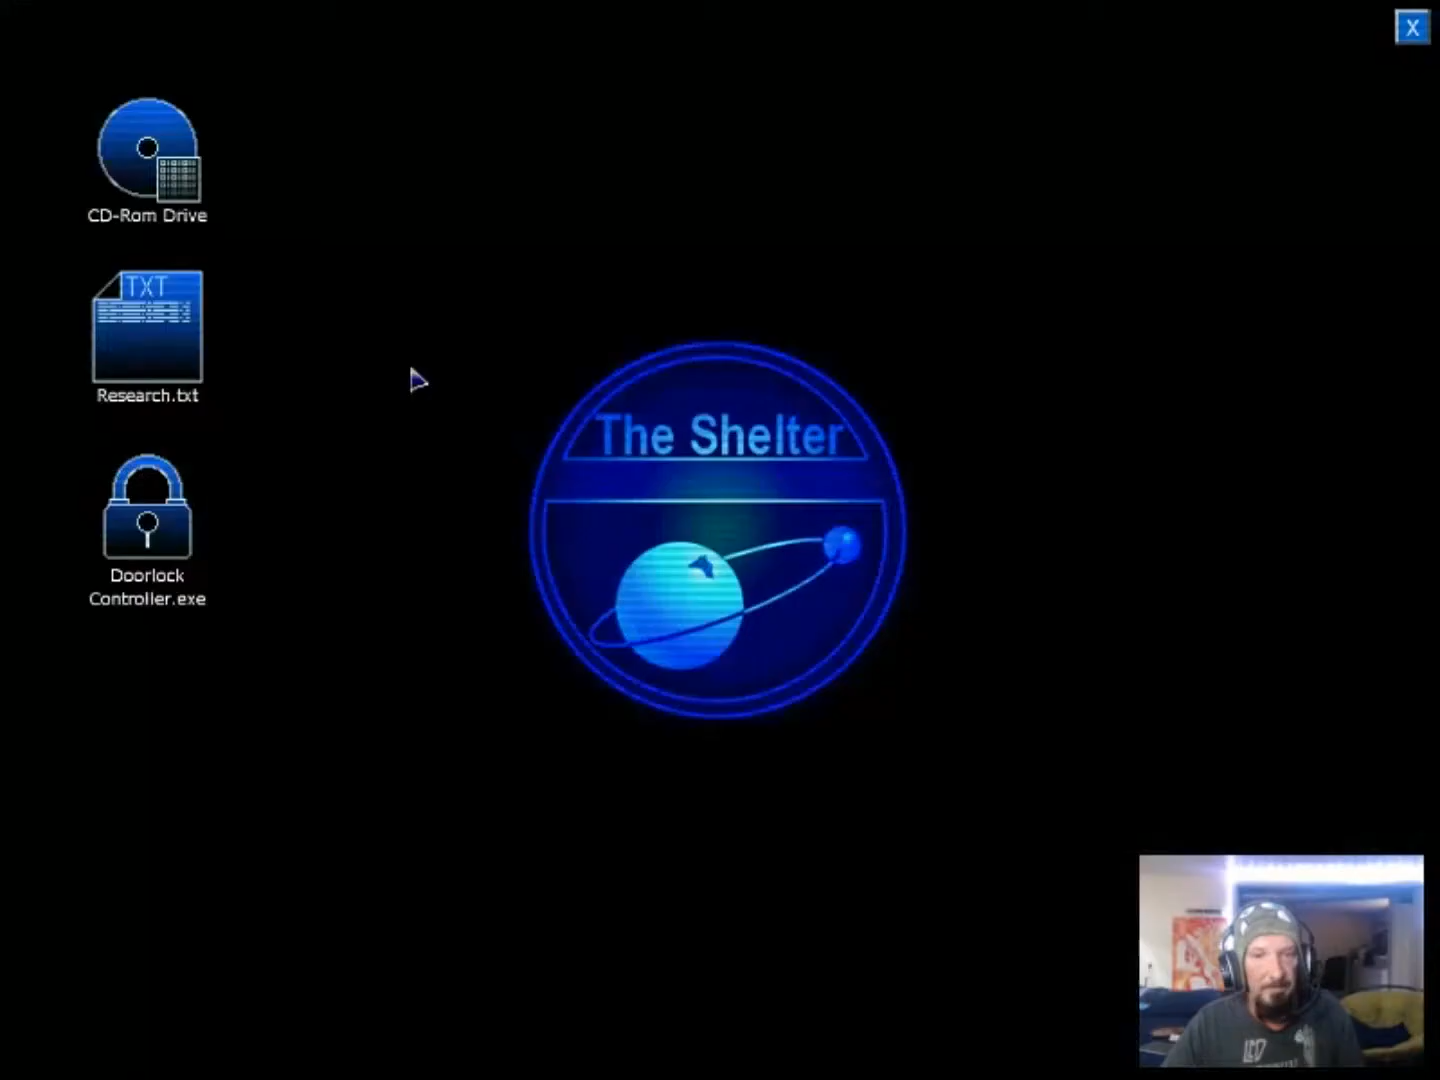 X
CD-Rom Drive
TXT
Research.txt
The Shelter
Doorlock
Controller.exe